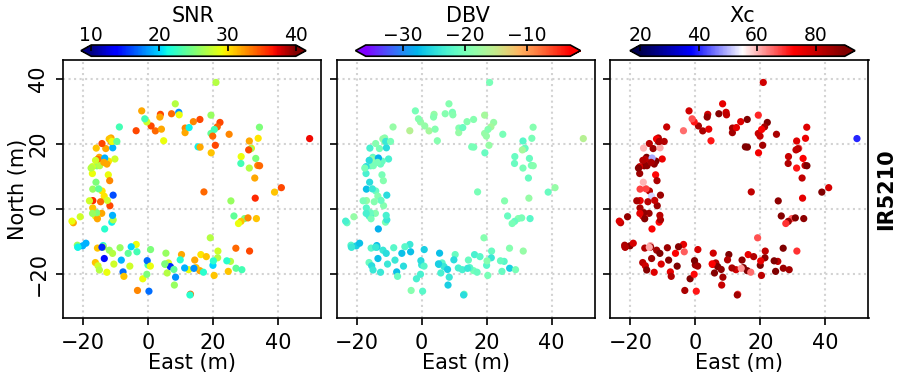 SNR DBV Xc
10 20 30 40 −30 −20 −10 20 40 60 80
40
20
0
−20
North (m)
IR5210
−20 0 20 40 −20 0 20 40 −20 0 20 40
East (m) East (m) East (m)